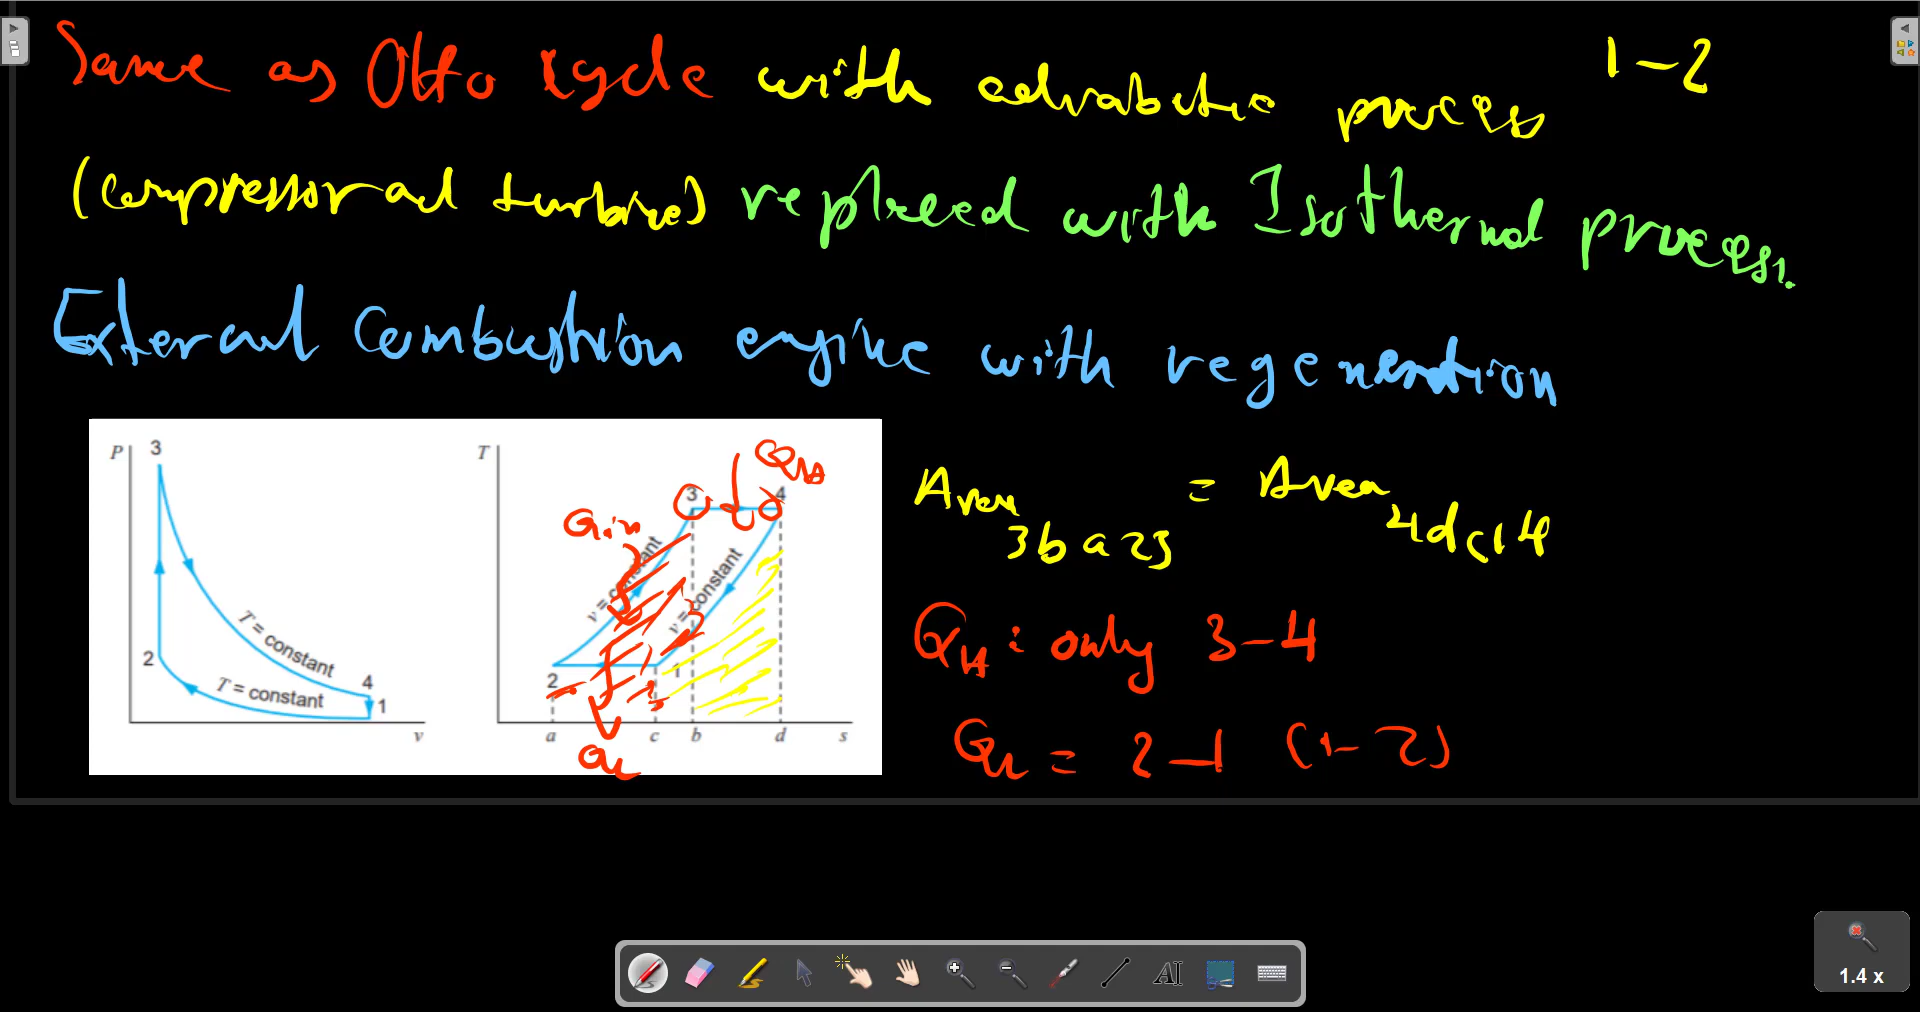 Same as Otto cycle with adiabatic process 1-2
(compressor and turbine) replaced with Isothermal process.
External combustion engine with regeneration
P 3
2
T = constant
T = constant
4
1
v
T
3 4
QH
Qin
v = constant
v = constant
2 1
a c b d s
QL
Area 3ba23 = Area 4dc14
QH : only 3-4
QL = 2-1 (1-2)
1.4 x